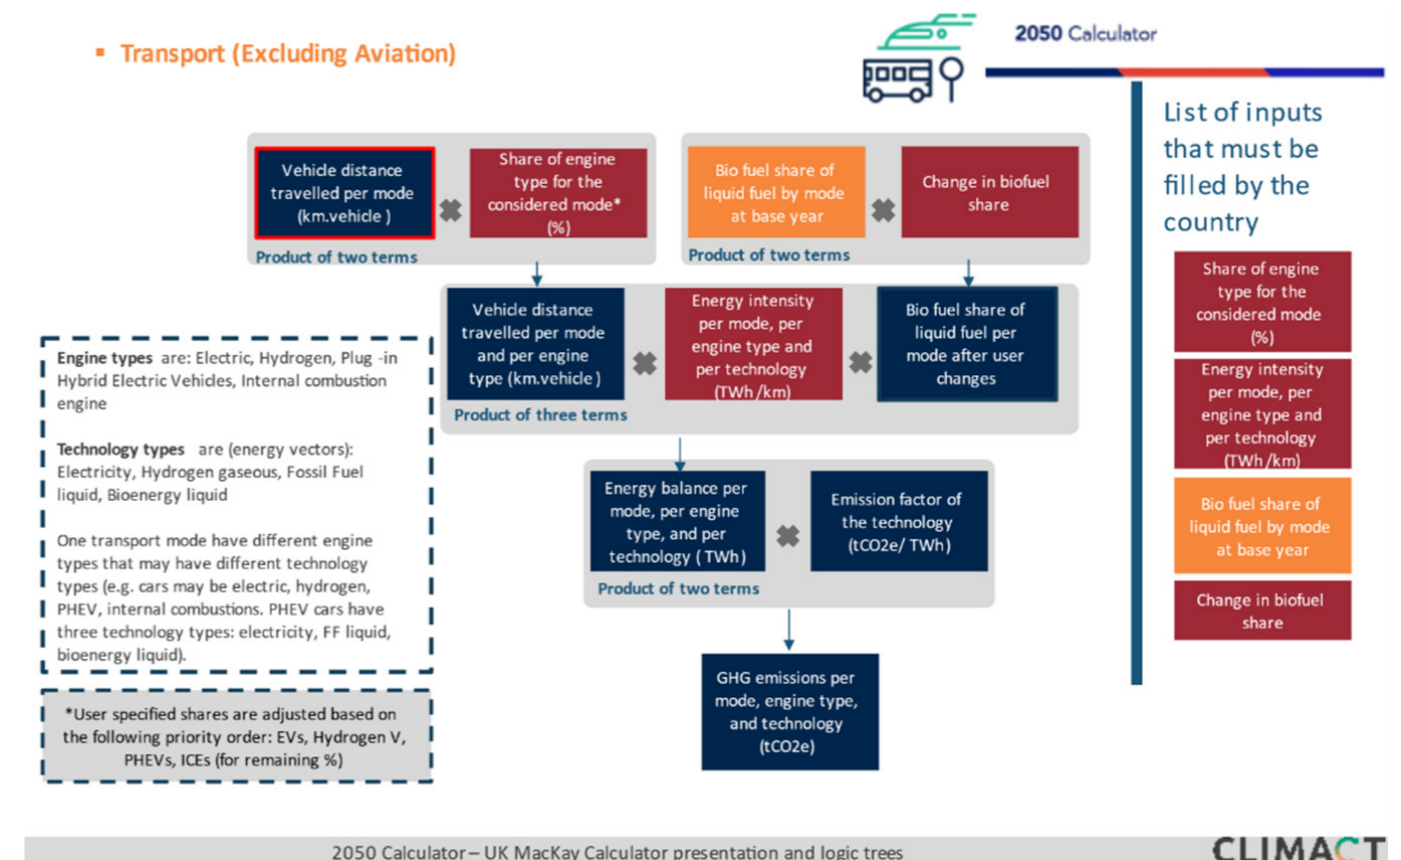 ▪ Transport (Excluding Aviation)
2050 Calculator
Vehicle distance
travelled per mode
(km.vehicle )
Share of engine
type for the
considered mode*
(%)
Product of two terms
Bio fuel share of
liquid fuel by mode
at base year
Change in biofuel
share
Product of two terms
Vehicle distance
travelled per mode
and per engine
type (km.vehicle )
Energy intensity
per mode, per
engine type and
per technology
(TWh /km)
Bio fuel share of
liquid fuel per
mode after user
changes
Product of three terms
Energy balance per
mode, per engine
type, and per
technology ( TWh)
Emission factor of
the technology
(tCO2e/ TWh)
Product of two terms
GHG emissions per
mode, engine type,
and technology
(tCO2e)
Engine types are: Electric, Hydrogen, Plug -in
Hybrid Electric Vehicles, Internal combustion
engine
Technology types are (energy vectors):
Electricity, Hydrogen gaseous, Fossil Fuel
liquid, Bioenergy liquid
One transport mode have different engine
types that may have different technology
types (e.g. cars may be electric, hydrogen,
PHEV, internal combustions. PHEV cars have
three technology types: electricity, FF liquid,
bioenergy liquid).
*User specified shares are adjusted based on
the following priority order: EVs, Hydrogen V,
PHEVs, ICEs (for remaining %)
List of inputs
that must be
filled by the
country
Share of engine
type for the
considered mode
(%)
Energy intensity
per mode, per
engine type and
per technology
(TWh /km)
Bio fuel share of
liquid fuel by mode
at base year
Change in biofuel
share
2050 Calculator – UK MacKay Calculator presentation and logic trees
CLIMACT